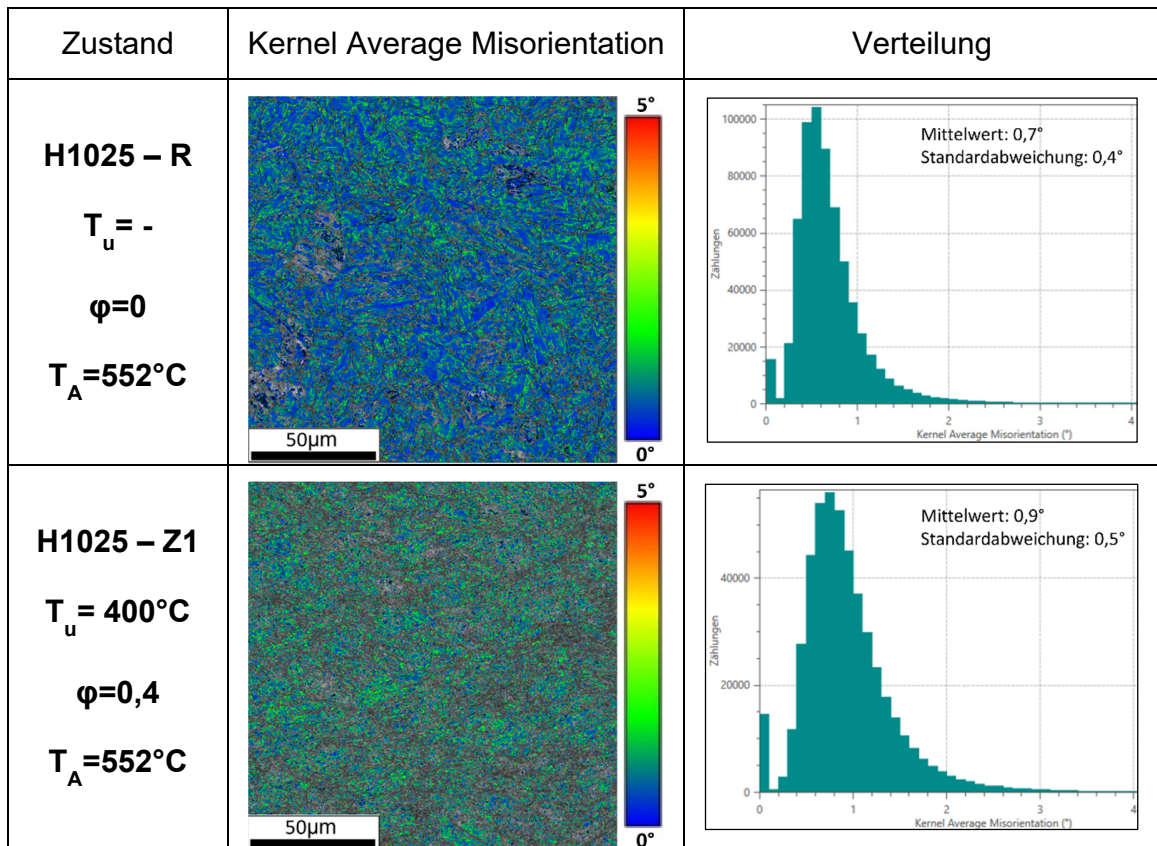 Zustand
Kernel Average Misorientation
Verteilung
H1025 – R
Tu= -
φ=0
TA=552°C
5°
0°
50µm
Mittelwert: 0,7°
Standardabweichung: 0,4°
Zählungen
100000
80000
60000
40000
20000
0
0 1 2 3 4
Kernel Average Misorientation (°)
H1025 – Z1
Tu= 400°C
φ=0,4
TA=552°C
5°
0°
50µm
Mittelwert: 0,9°
Standardabweichung: 0,5°
Zählungen
40000
20000
0
0 1 2 3 4
Kernel Average Misorientation (°)